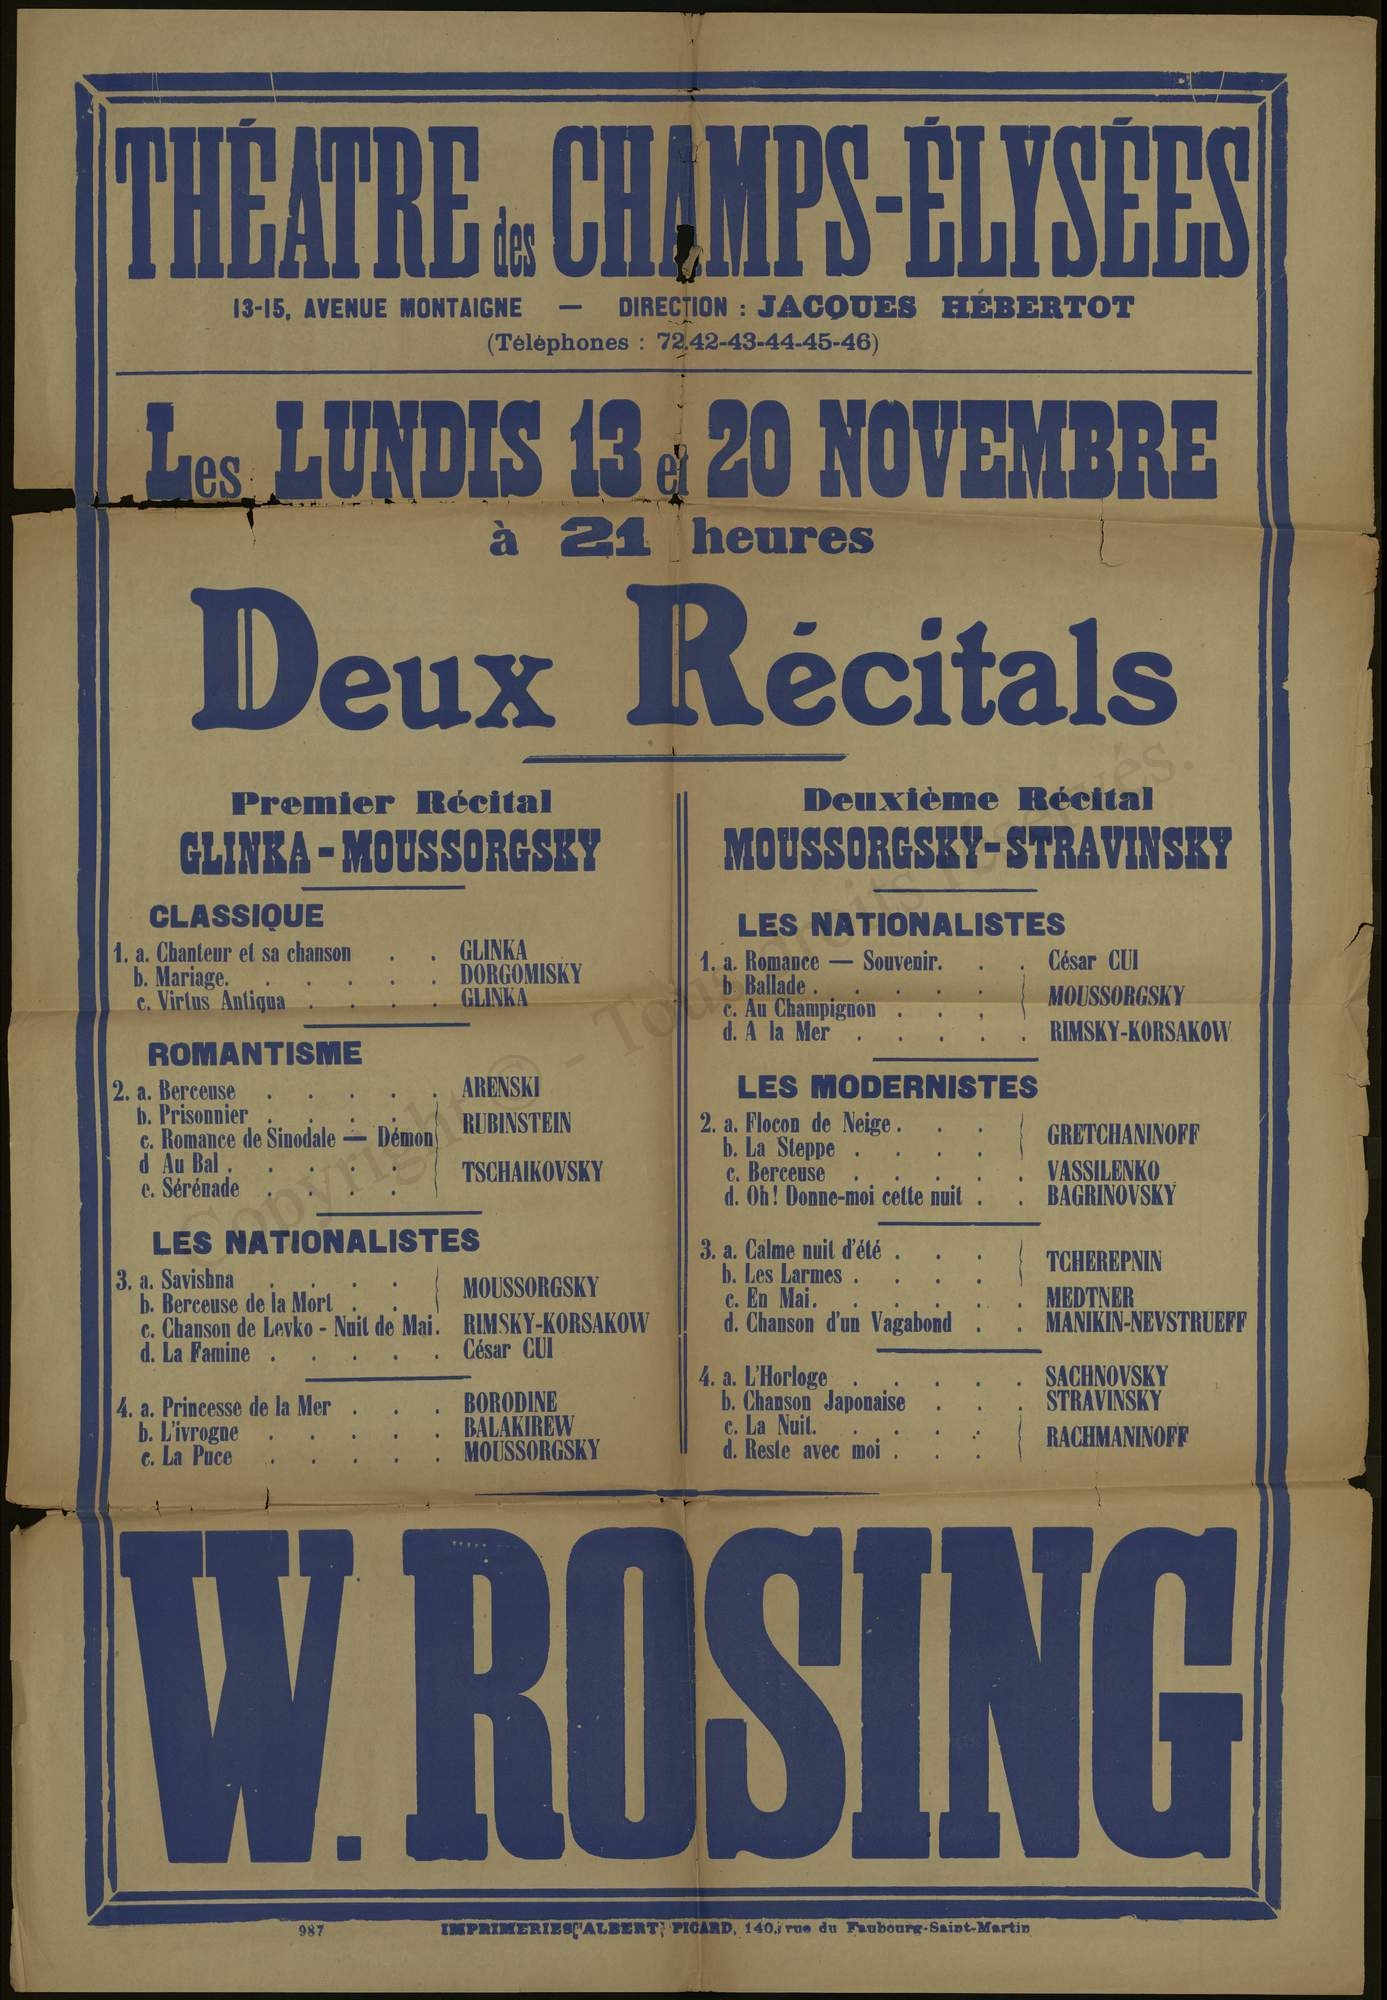 THÉATRE des CHAMPS-ÉLYSÉES
13-15, AVENUE MONTAIGNE — DIRECTION : JACQUES HÉBERTOT
(Téléphones : 72.42-43-44-45-46)
Les LUNDIS 13 et 20 NOVEMBRE
à 21 heures
Deux Récitals
Premier Récital
GLINKA - MOUSSORGSKY
CLASSIQUE
1. a. Chanteur et sa chanson . . GLINKA
b. Mariage. . . . . . DORGOMISKY
c. Virtus Antiqua . . . . GLINKA
ROMANTISME
2. a. Berceuse . . . . . ARENSKI
b. Prisonnier . . . . RUBINSTEIN
c. Romance de Sinodale — Démon
d Au Bal . . . . . TSCHAIKOVSKY
e. Sérénade . . . .
LES NATIONALISTES
3. a. Savishna . . . . MOUSSORGSKY
b. Berceuse de la Mort . . .
c. Chanson de Levko - Nuit de Mai. RIMSKY-KORSAKOW
d. La Famine . . . . . César CUI
4. a. Princesse de la Mer . . . BORODINE
b. L'ivrogne . . . . . BALAKIREW
c. La Puce . . . . . MOUSSORGSKY
Deuxième Récital
MOUSSORGSKY-STRAVINSKY
LES NATIONALISTES
1. a. Romance — Souvenir. . . César CUI
b Ballade . . . . . MOUSSORGSKY
c. Au Champignon . . .
d. A la Mer . . . . . RIMSKY-KORSAKOW
LES MODERNISTES
2. a. Flocon de Neige . . . GRETCHANINOFF
b. La Steppe . . . .
c. Berceuse . . . . . VASSILENKO
d. Oh! Donne-moi cette nuit . . BAGRINOVSKY
3. a. Calme nuit d'été . . . TCHEREPNIN
b. Les Larmes . . . .
c. En Mai. . . . . . MEDTNER
d. Chanson d'un Vagabond . . MANIKIN-NEVSTRUEFF
4. a. L'Horloge . . . . . SACHNOVSKY
b. Chanson Japonaise . . . STRAVINSKY
c. La Nuit. . . . . RACHMANINOFF
d. Reste avec moi . . .
W. ROSING
987 IMPRIMERIES "ALBERT" PICARD, 140, rue du Faubourg-Saint-Martin
Copyright © - Tous droits réservés.